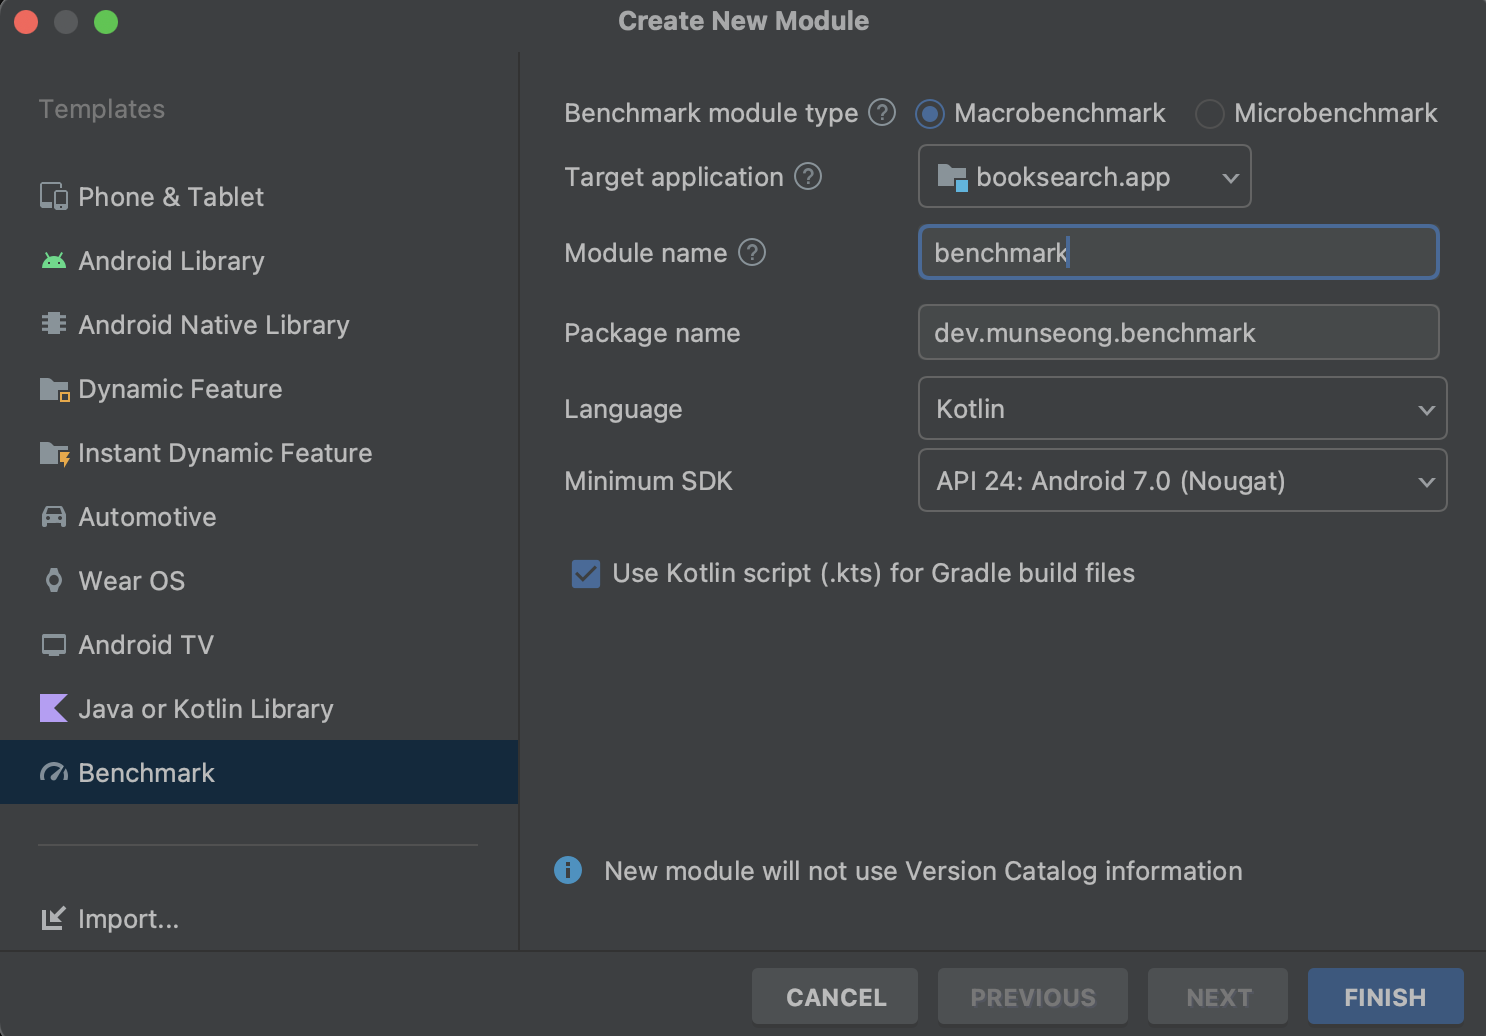 Create New Module
Templates
Phone & Tablet
Android Library
Android Native Library
Dynamic Feature
Instant Dynamic Feature
Automotive
Wear OS
Android TV
Java or Kotlin Library
Benchmark
Import...
Benchmark module type ? Macrobenchmark Microbenchmark
Target application ? booksearch.app
Module name ? benchmark
Package name dev.munseong.benchmark
Language Kotlin
Minimum SDK API 24: Android 7.0 (Nougat)
Use Kotlin script (.kts) for Gradle build files
New module will not use Version Catalog information
CANCEL PREVIOUS NEXT FINISH